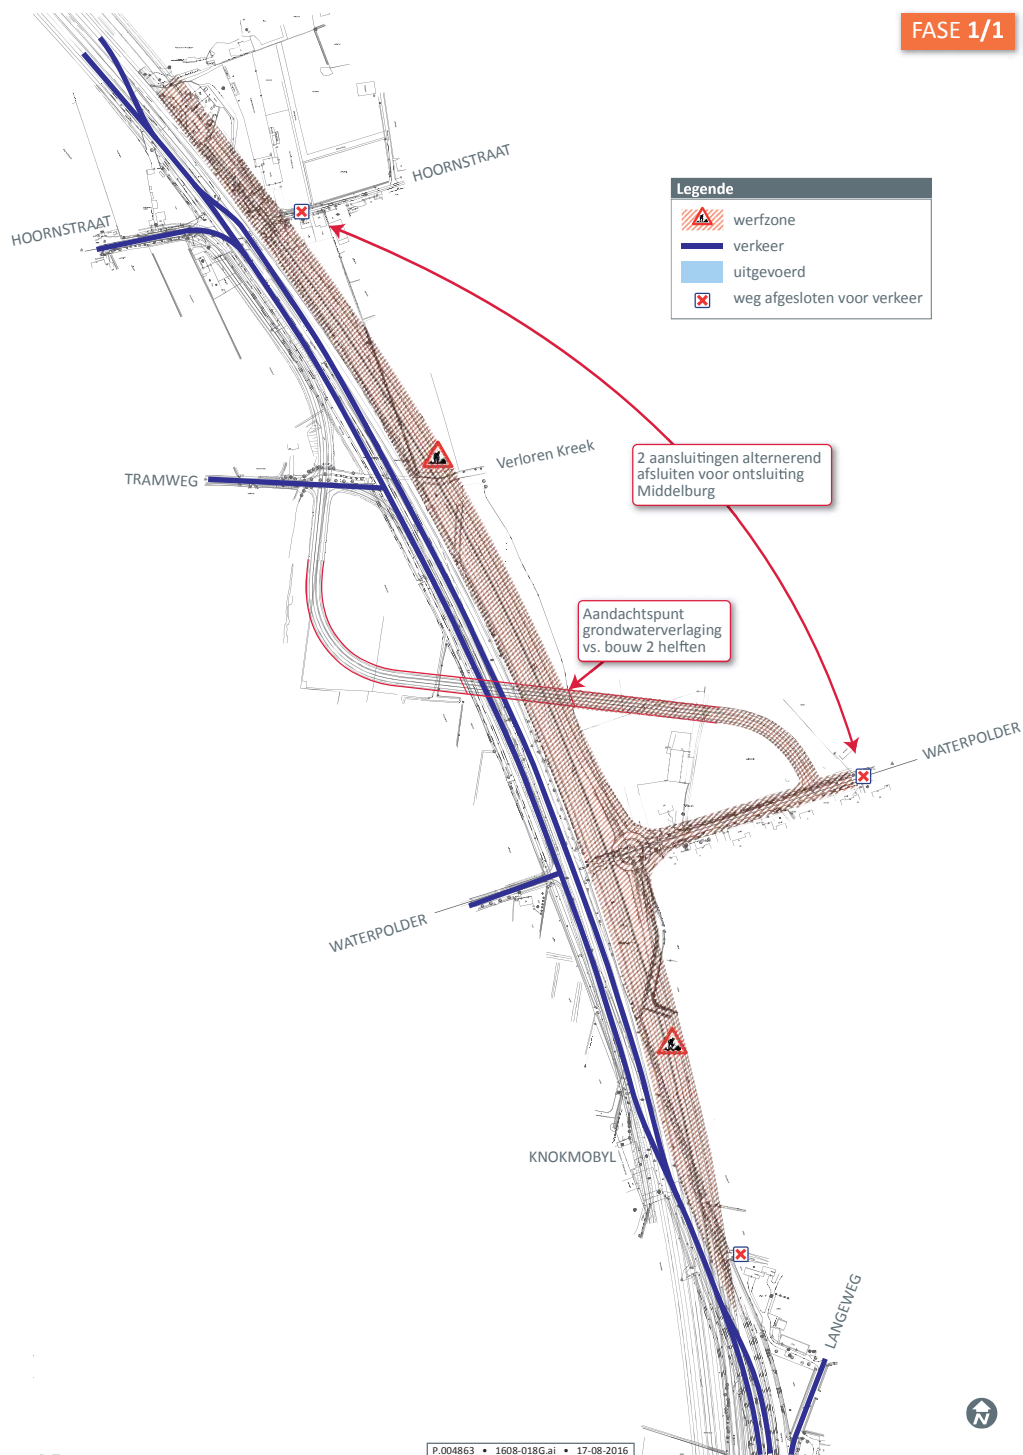 FASE 1/1
HOORNSTRAAT
HOORNSTRAAT
Legende
werfzone
verkeer
uitgevoerd
weg afgesloten voor verkeer
TRAMWEG
Verloren Kreek
2 aansluitingen alternerend
afsluiten voor ontsluiting
Middelburg
Aandachtspunt
grondwaterverlaging
vs. bouw 2 helften
WATERPOLDER
WATERPOLDER
KNOKMOBYL
LANGEWEG
N
P.004863 • 1608-018G.ai • 17-08-2016